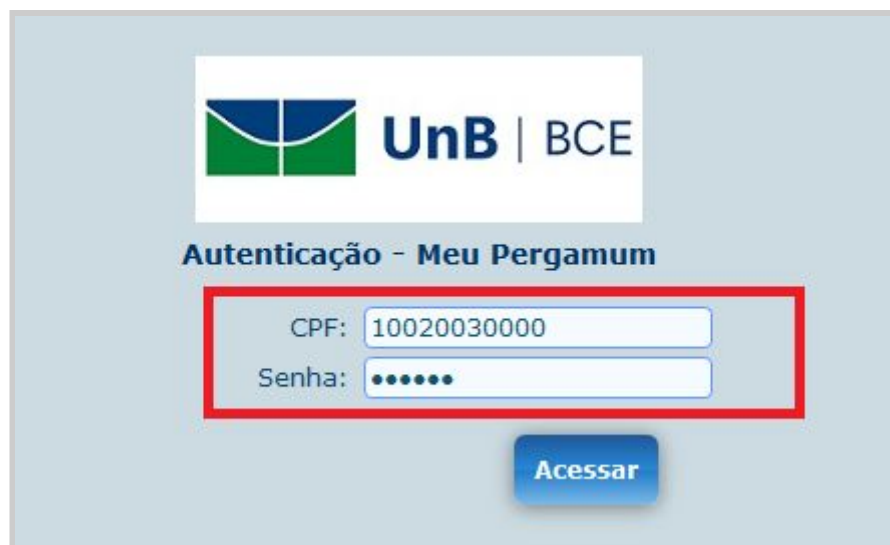 UnB | BCE
Autenticação - Meu Pergamum
CPF: 10020030000
Senha: ••••••
Acessar